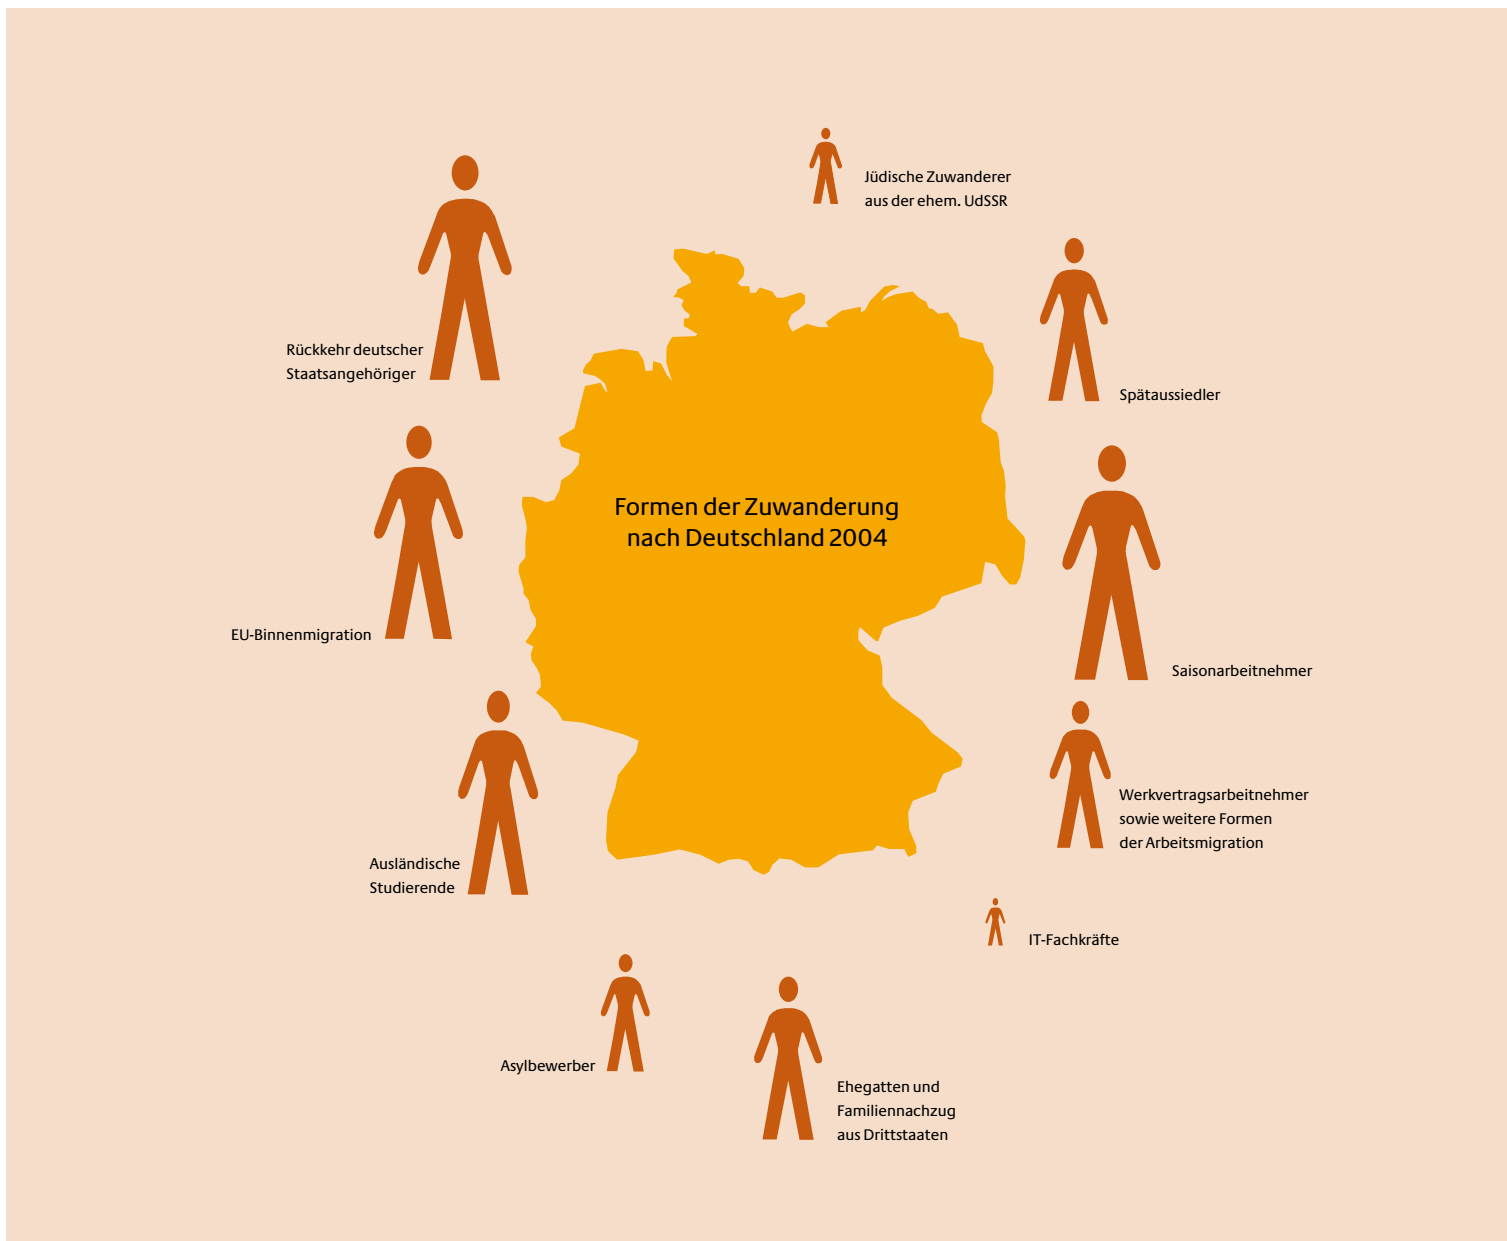 Jüdische Zuwanderer
aus der ehem. UdSSR
Rückkehr deutscher
Staatsangehöriger
Spätaussiedler
Formen der Zuwanderung
nach Deutschland 2004
EU-Binnenmigration
Saisonarbeitnehmer
Werkvertragsarbeitnehmer
sowie weitere Formen
der Arbeitsmigration
Ausländische
Studierende
IT-Fachkräfte
Asylbewerber
Ehegatten und
Familiennachzug
aus Drittstaaten